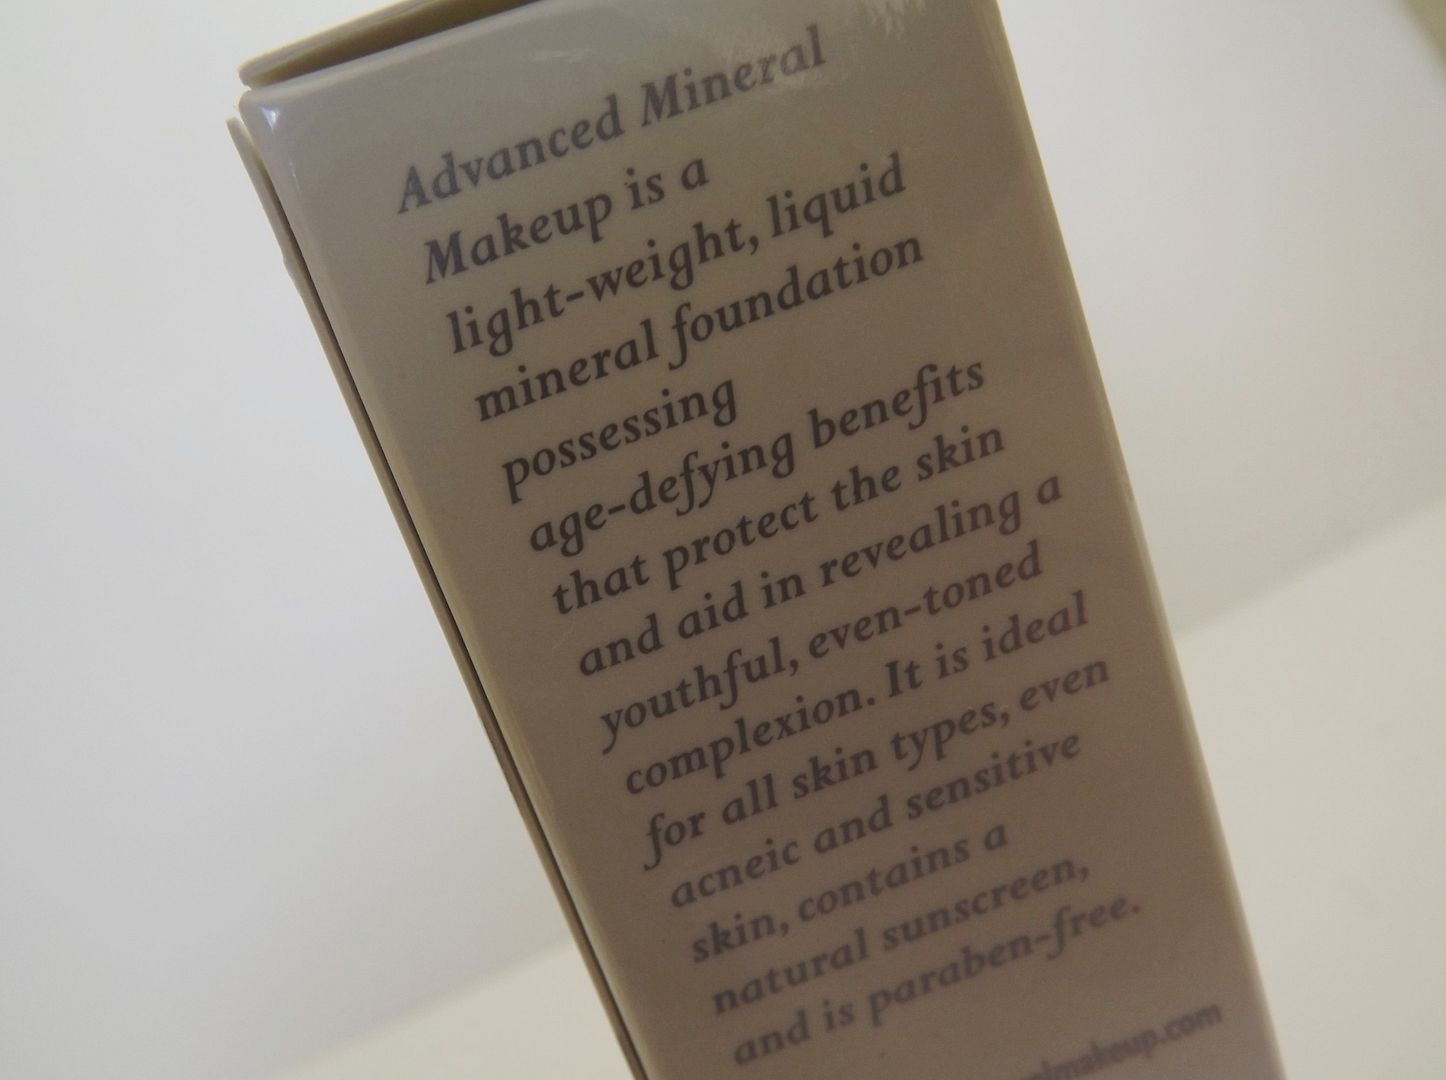 Advanced Mineral
Makeup is a
light-weight, liquid
mineral foundation
possessing
age-defying benefits
that protect the skin
and aid in revealing a
youthful, even-toned
complexion. It is ideal
for all skin types, even
acneic and sensitive
skin, contains a
natural sunscreen,
and is paraben-free.